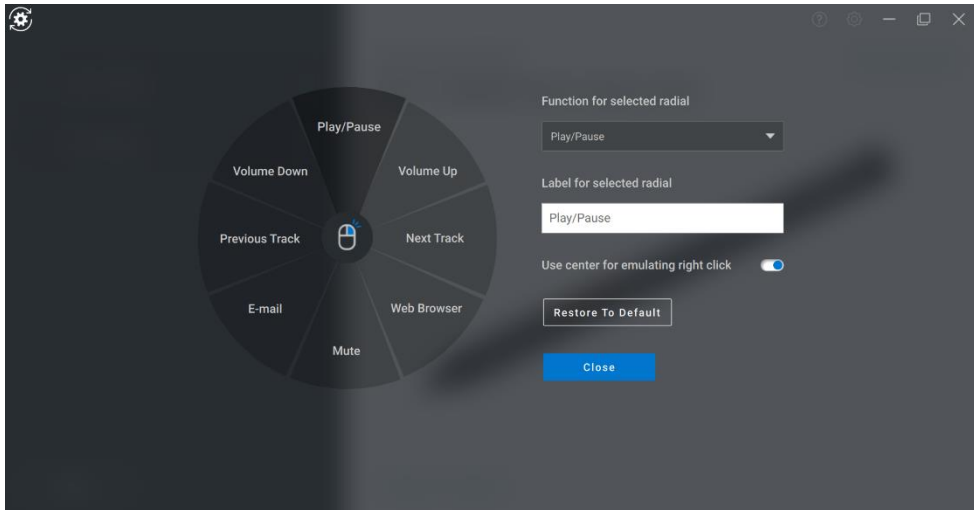 Play/Pause
Volume Down
Volume Up
Previous Track
Next Track
E-mail
Web Browser
Mute
Function for selected radial
Play/Pause
Label for selected radial
Play/Pause
Use center for emulating right click
Restore To Default
Close